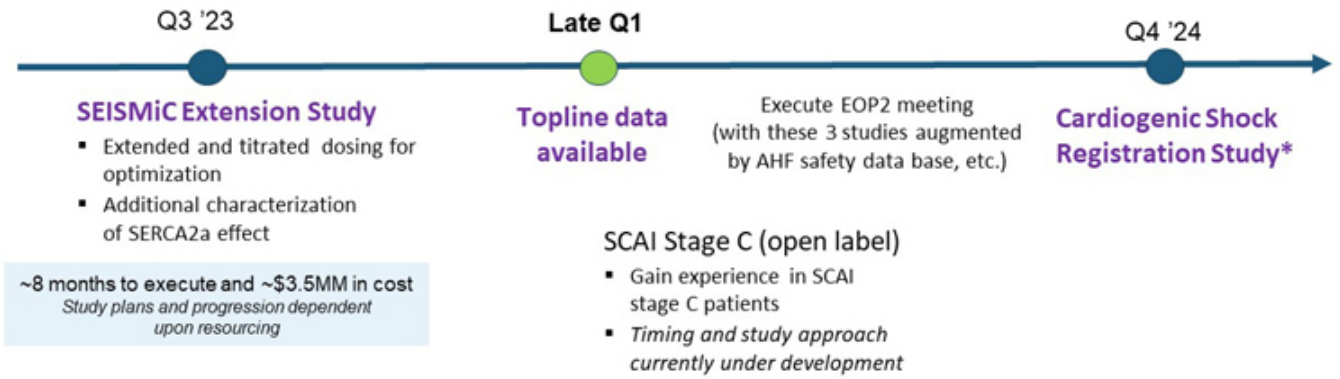 Q3 '23
Late Q1
Q4 '24
SEISMiC Extension Study
▪ Extended and titrated dosing for
optimization
▪ Additional characterization
of SERCA2a effect
~8 months to execute and ~$3.5MM in cost
Study plans and progression dependent
upon resourcing
Topline data
available
Execute EOP2 meeting
(with these 3 studies augmented
by AHF safety data base, etc.)
Cardiogenic Shock
Registration Study*
SCAI Stage C (open label)
▪ Gain experience in SCAI
stage C patients
▪ Timing and study approach
currently under development